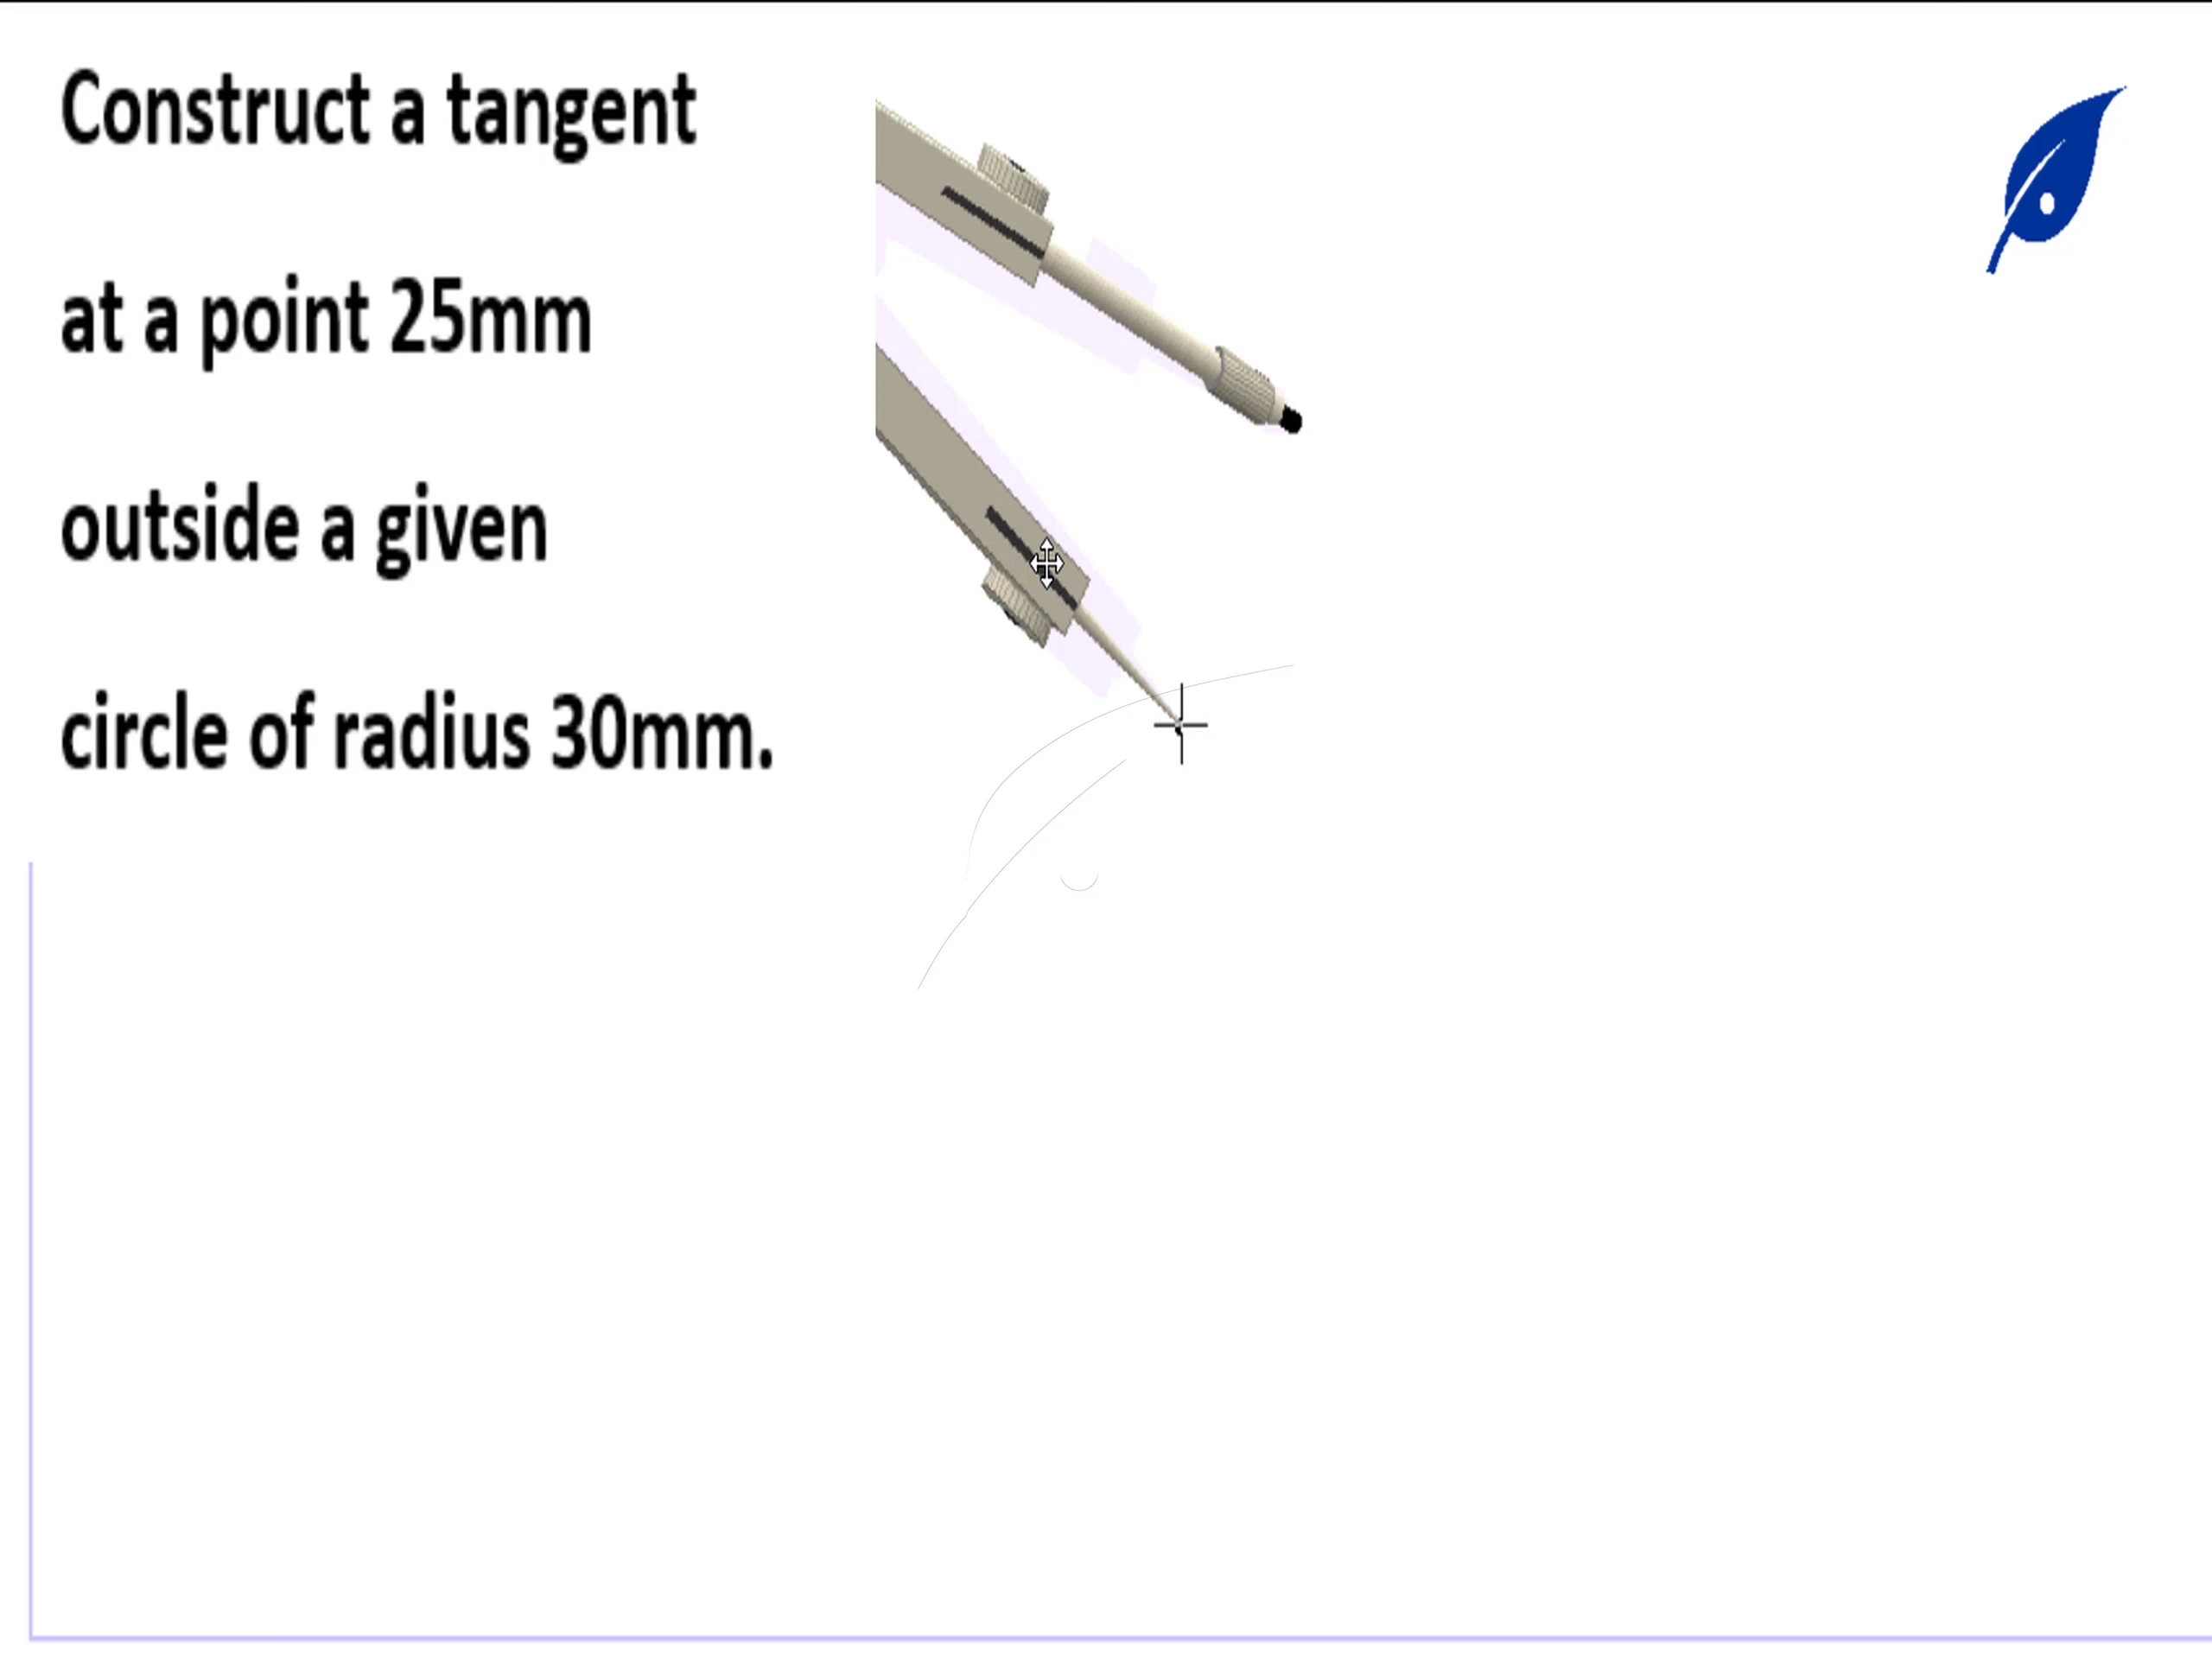 Construct a tangent
at a point 25mm
outside a given
circle of radius 30mm.